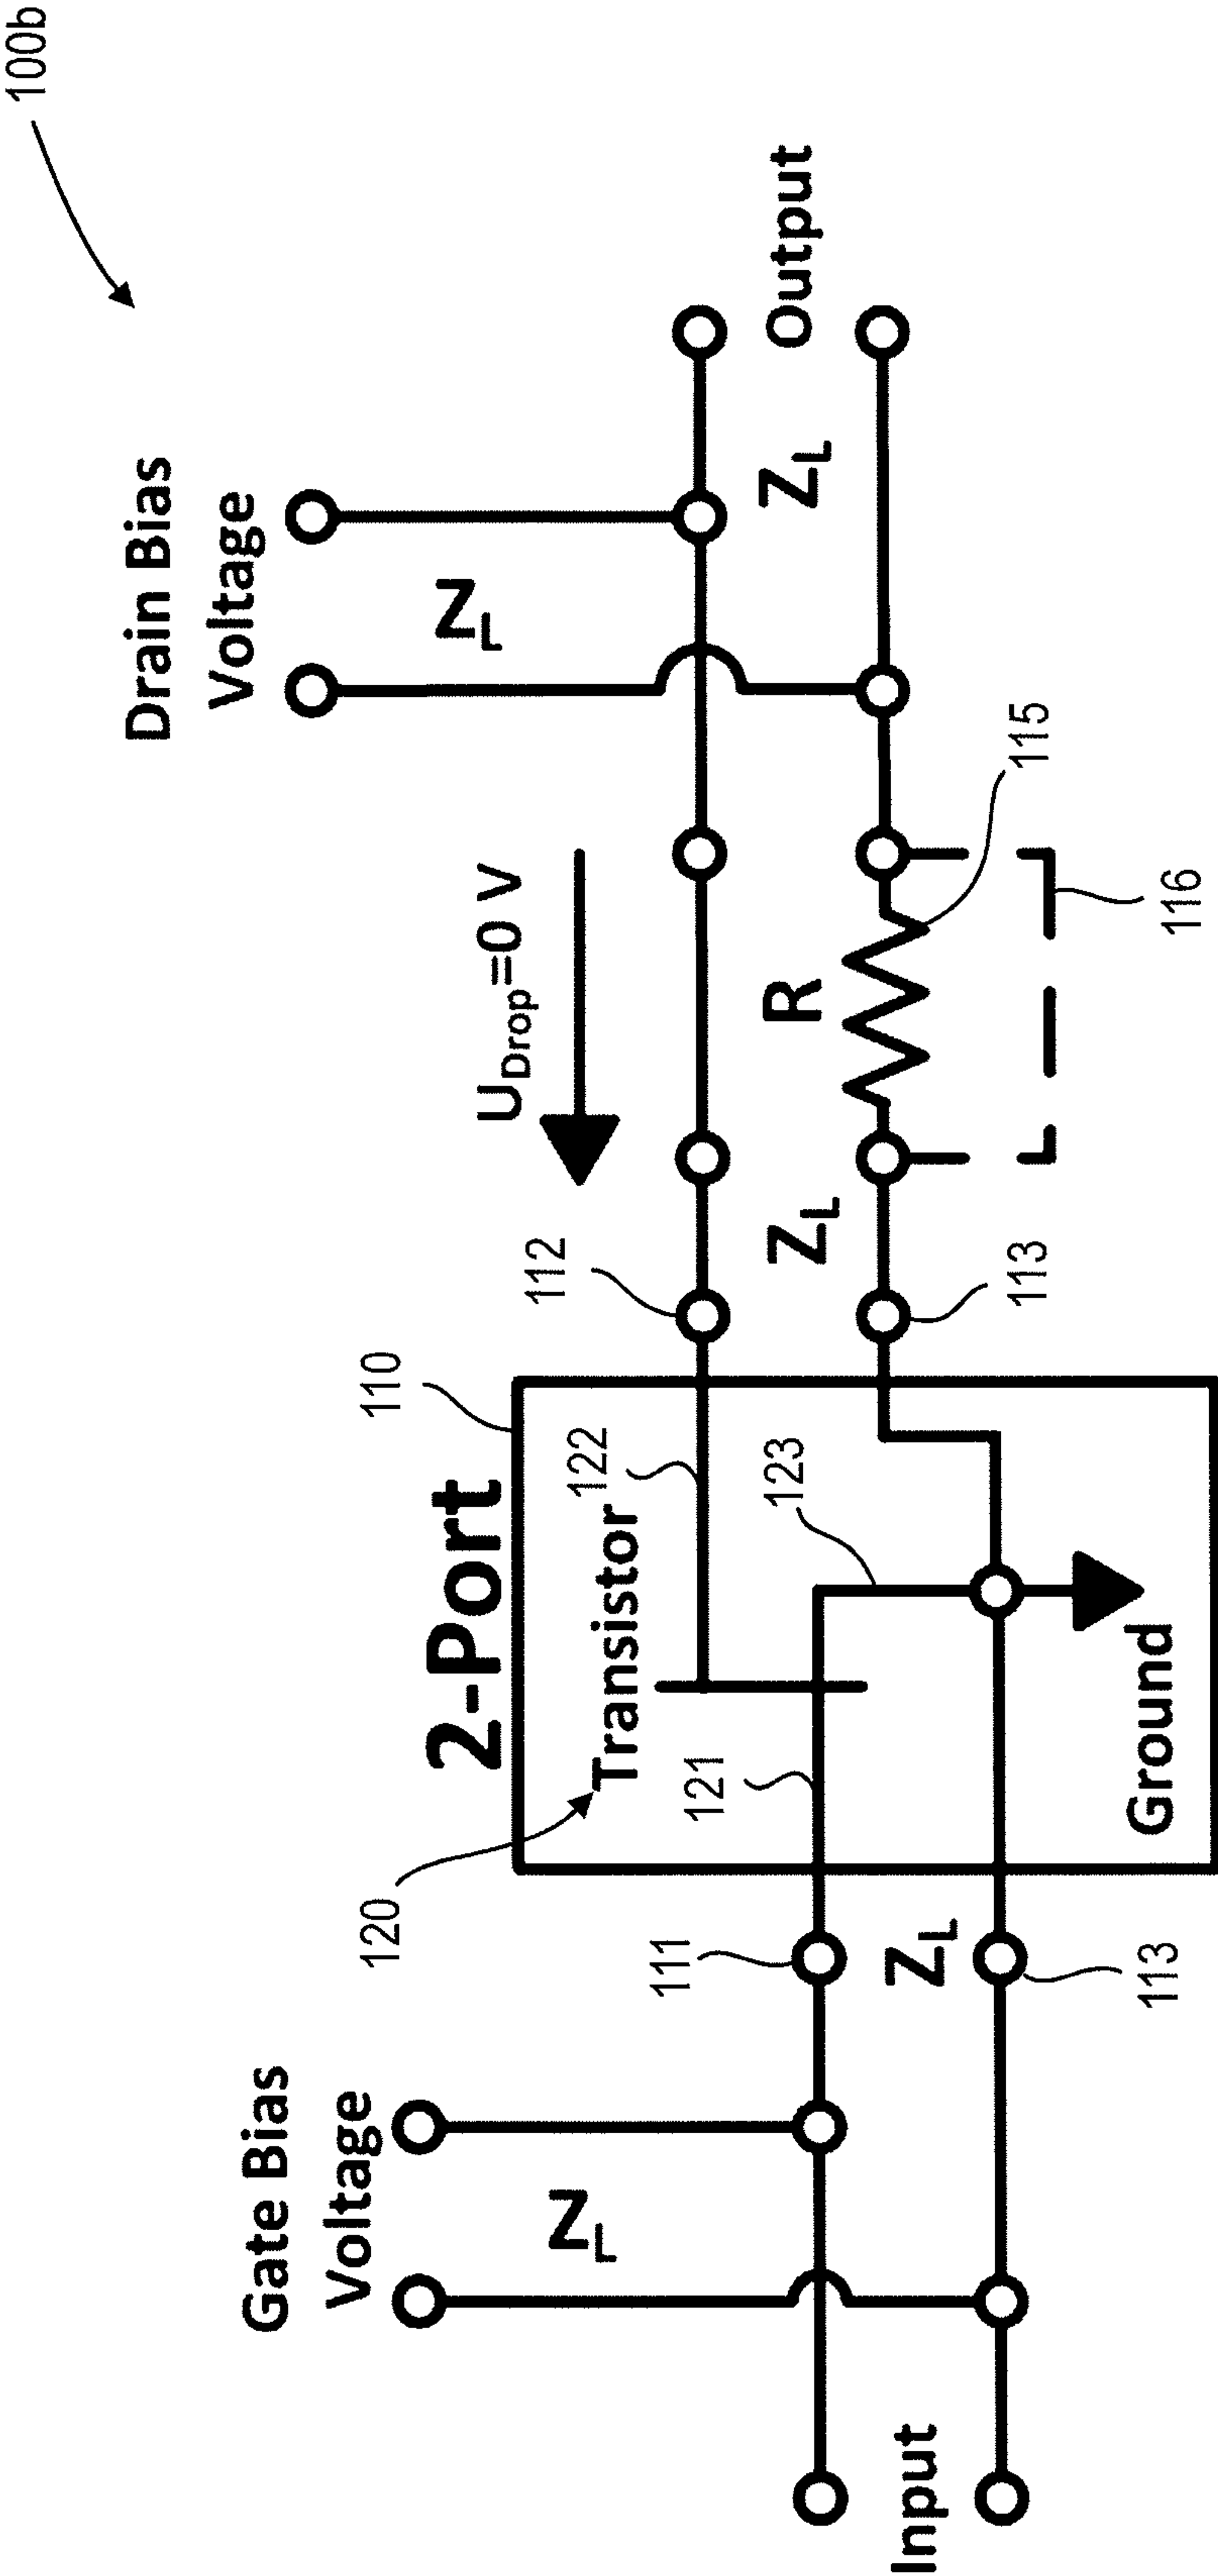 100b
Drain Bias
Voltage
Z_L
U_Drop=0 V
Output
Z_L
R
115
116
112
Z_L
113
110
2-Port
Transistor
122
123
121
120
Ground
111
Z_L
113
Gate Bias
Voltage
Z_L
Input